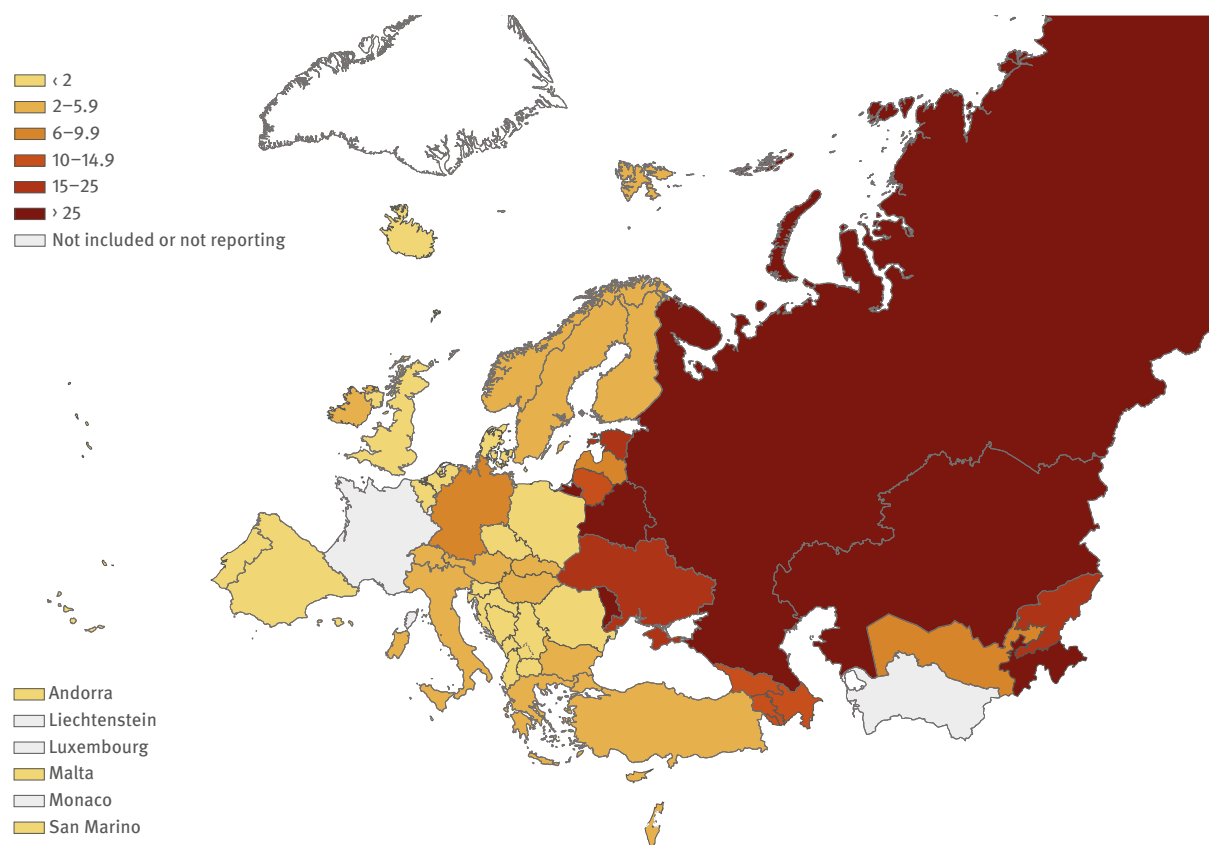 ‹ 2
2–5.9
6–9.9
10–14.9
15–25
› 25
Not included or not reporting
Andorra
Liechtenstein
Luxembourg
Malta
Monaco
San Marino